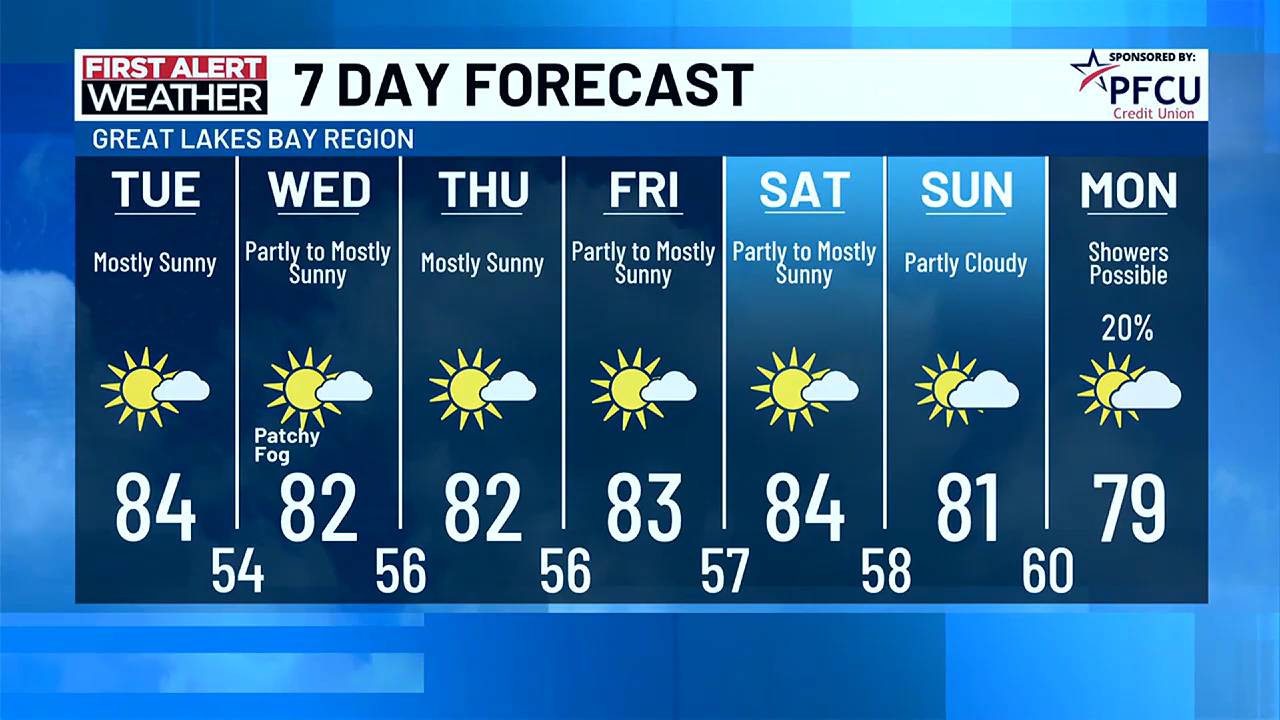 FIRST ALERT
WEATHER
7 DAY FORECAST
SPONSORED BY:
PFCU
Credit Union
GREAT LAKES BAY REGION
TUE
Mostly Sunny
84
54
WED
Partly to Mostly
Sunny
Patchy
Fog
82
56
THU
Mostly Sunny
82
56
FRI
Partly to Mostly
Sunny
83
57
SAT
Partly to Mostly
Sunny
84
58
SUN
Partly Cloudy
81
60
MON
Showers
Possible
20%
79